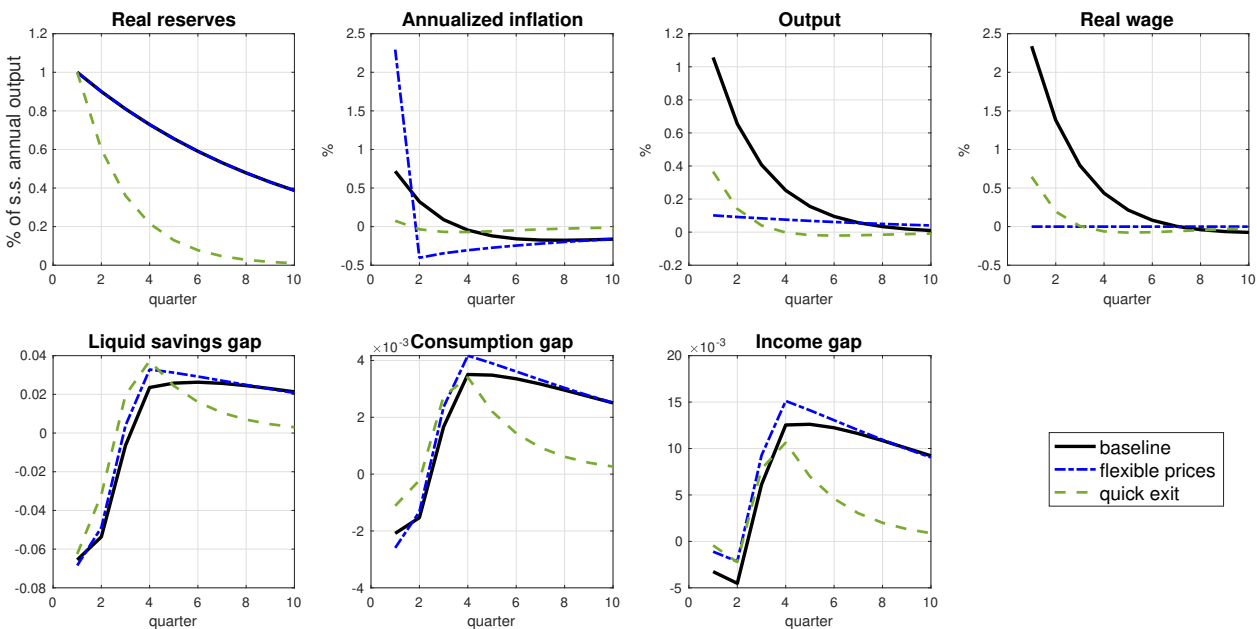 Real reserves
% of s.s. annual output
1.2
1
0.8
0.6
0.4
0.2
0
0 2 4 6 8 10
quarter
Annualized inflation
%
2.5
2
1.5
1
0.5
0
-0.5
0 2 4 6 8 10
quarter
Output
%
1.2
1
0.8
0.6
0.4
0.2
0
-0.2
0 2 4 6 8 10
quarter
Real wage
%
2.5
2
1.5
1
0.5
0
-0.5
0 2 4 6 8 10
quarter
Liquid savings gap
0.04
0.02
0
-0.02
-0.04
-0.06
-0.08
0 2 4 6 8 10
quarter
×10-3 Consumption gap
4
2
0
-2
-4
0 2 4 6 8 10
quarter
×10-3 Income gap
20
15
10
5
0
-5
0 2 4 6 8 10
quarter
baseline
flexible prices
quick exit